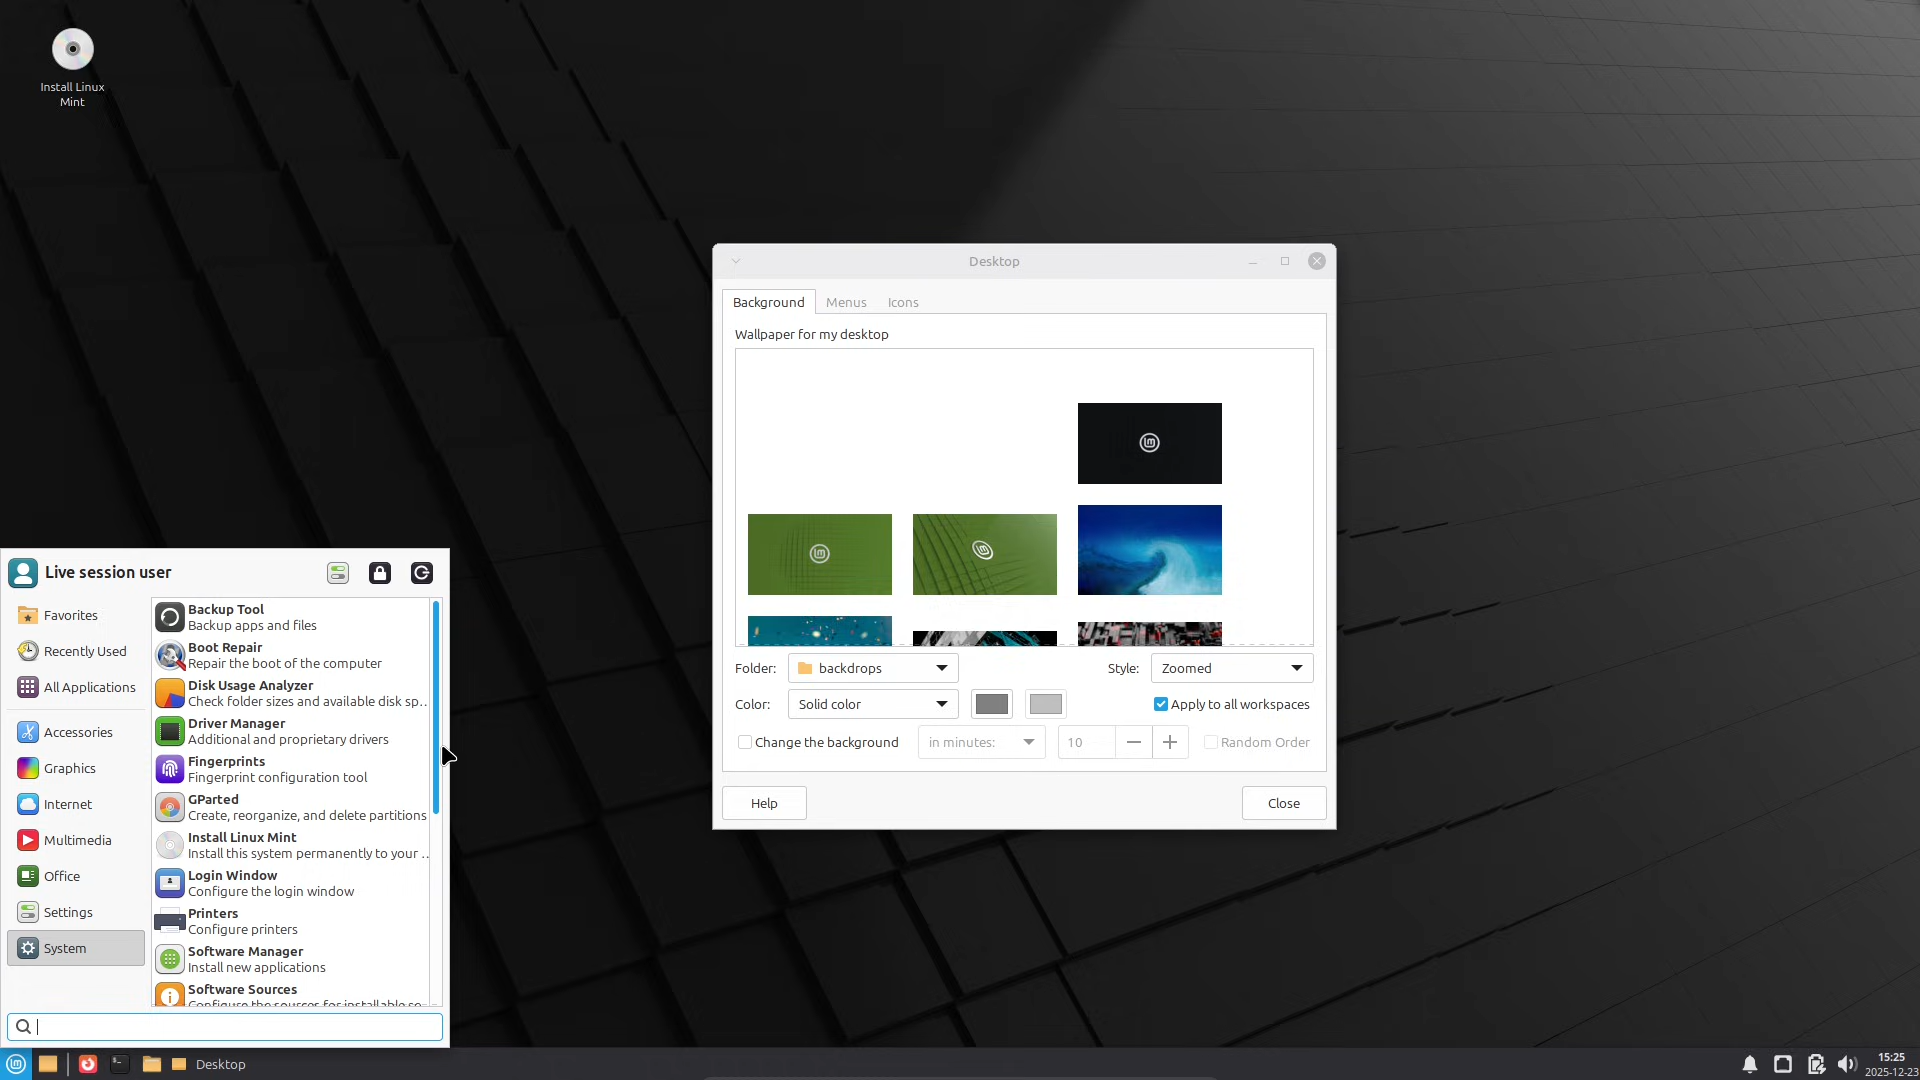 Install Linux
Mint
Desktop
Background
Menus
Icons
Wallpaper for my desktop
Folder:
backdrops
Style:
Zoomed
Color:
Solid color
Apply to all workspaces
Change the background
in minutes:
10
Random Order
Help
Close
Live session user
Favorites
Recently Used
All Applications
Accessories
Graphics
Internet
Multimedia
Office
Settings
System
Backup Tool
Backup apps and files
Boot Repair
Repair the boot of the computer
Disk Usage Analyzer
Check folder sizes and available disk sp...
Driver Manager
Additional and proprietary drivers
Fingerprints
Fingerprint configuration tool
GParted
Create, reorganize, and delete partitions
Install Linux Mint
Install this system permanently to your ...
Login Window
Configure the login window
Printers
Configure printers
Software Manager
Install new applications
Software Sources
Configure the sources for installable so...
Desktop
15:25
2025-12-23